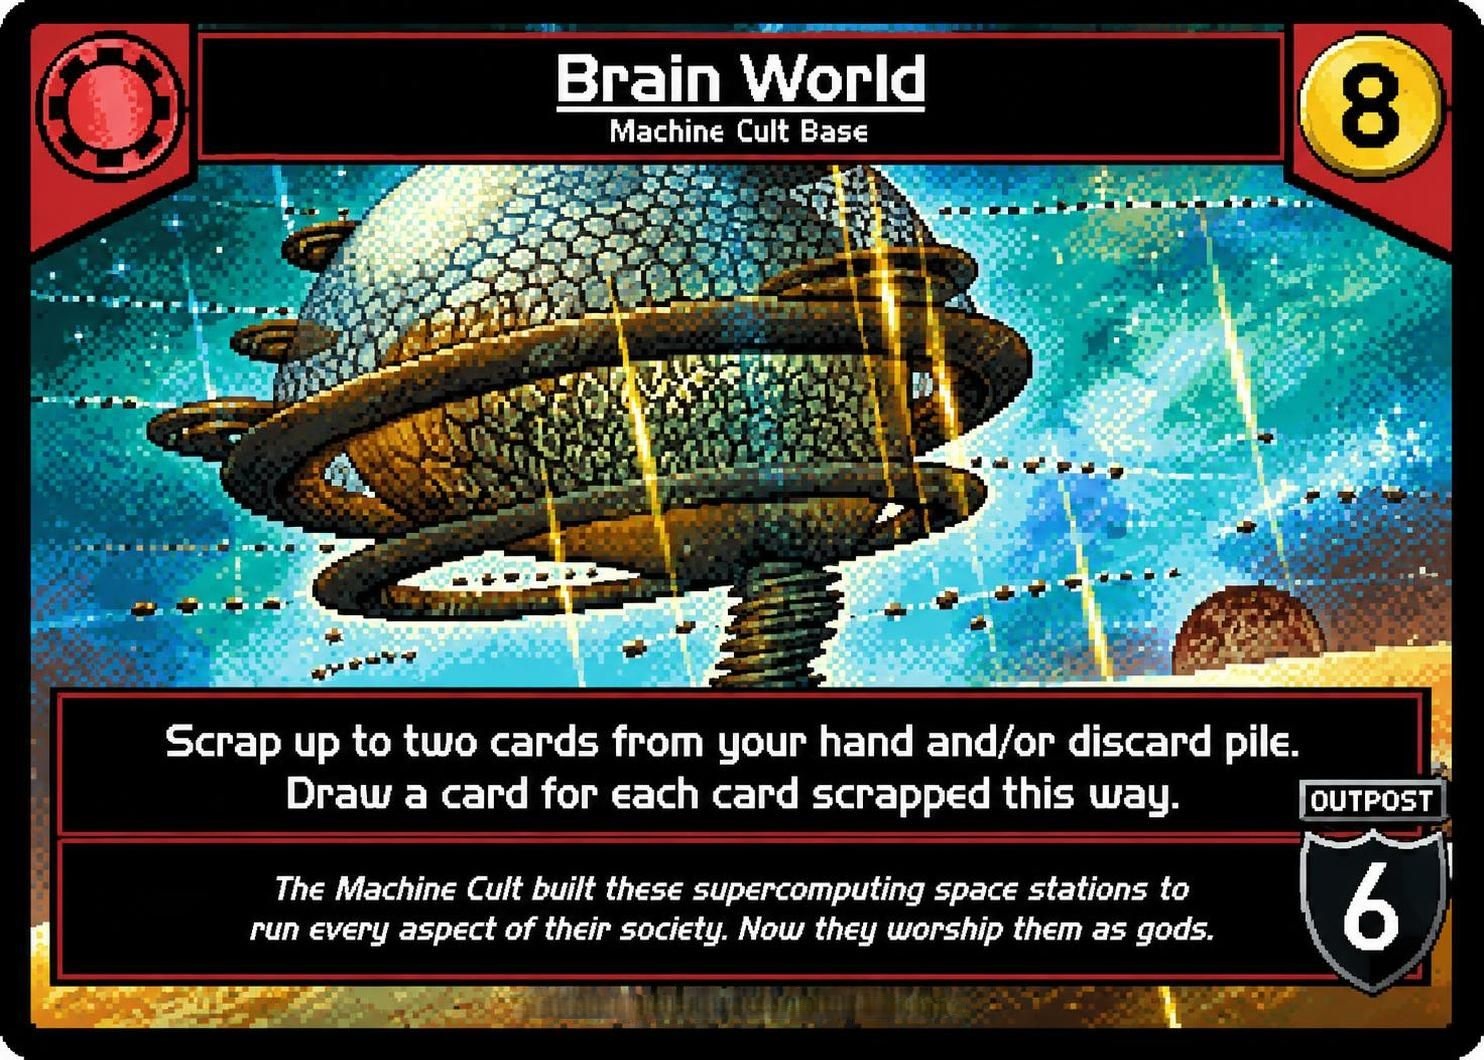 Brain World
Machine Cult Base
8
Scrap up to two cards from your hand and/or discard pile.
Draw a card for each card scrapped this way.
OUTPOST
6
The Machine Cult built these supercomputing space stations to
run every aspect of their society. Now they worship them as gods.